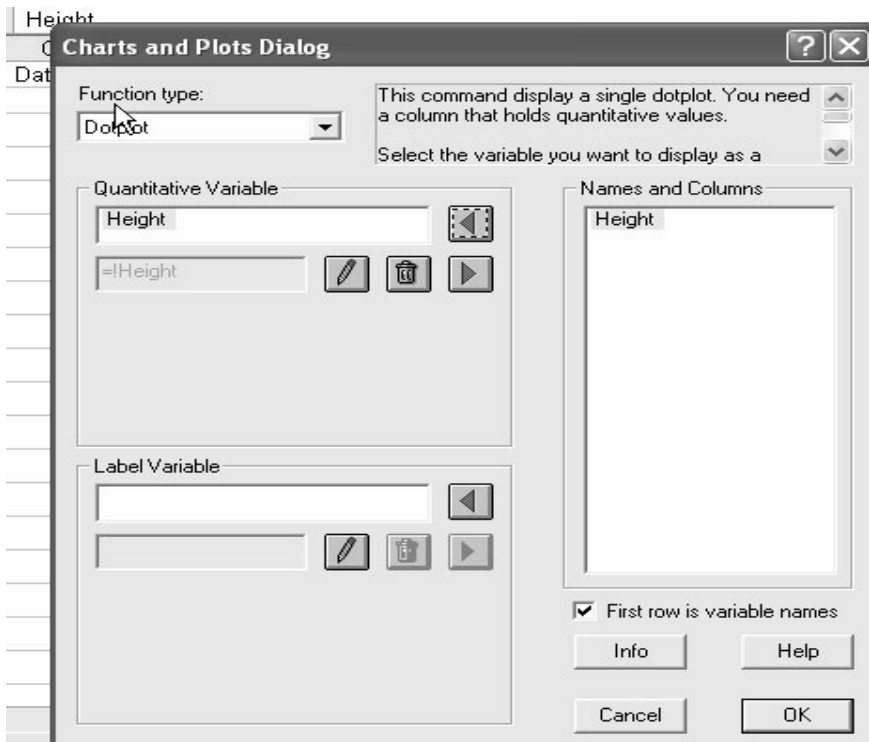 Height
Charts and Plots Dialog
Dat
Function type:
Dotplot
This command display a single dotplot. You need
a column that holds quantitative values.
Select the variable you want to display as a
Quantitative Variable
Height
=!Height
Names and Columns
Height
Label Variable
First row is variable names
Info
Help
Cancel
OK